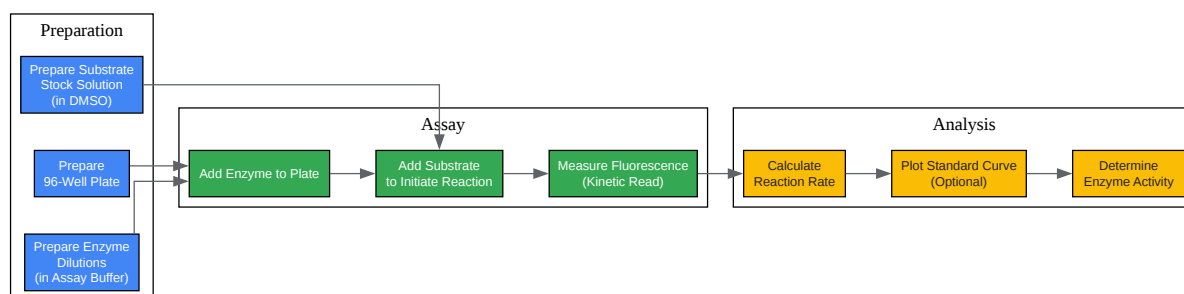 Preparation
Prepare Substrate
Stock Solution
(in DMSO)
Prepare
96-Well Plate
Prepare Enzyme
Dilutions
(in Assay Buffer)
Assay
Add Enzyme to Plate
Add Substrate
to Initiate Reaction
Measure Fluorescence
(Kinetic Read)
Analysis
Calculate
Reaction Rate
Plot Standard Curve
(Optional)
Determine
Enzyme Activity